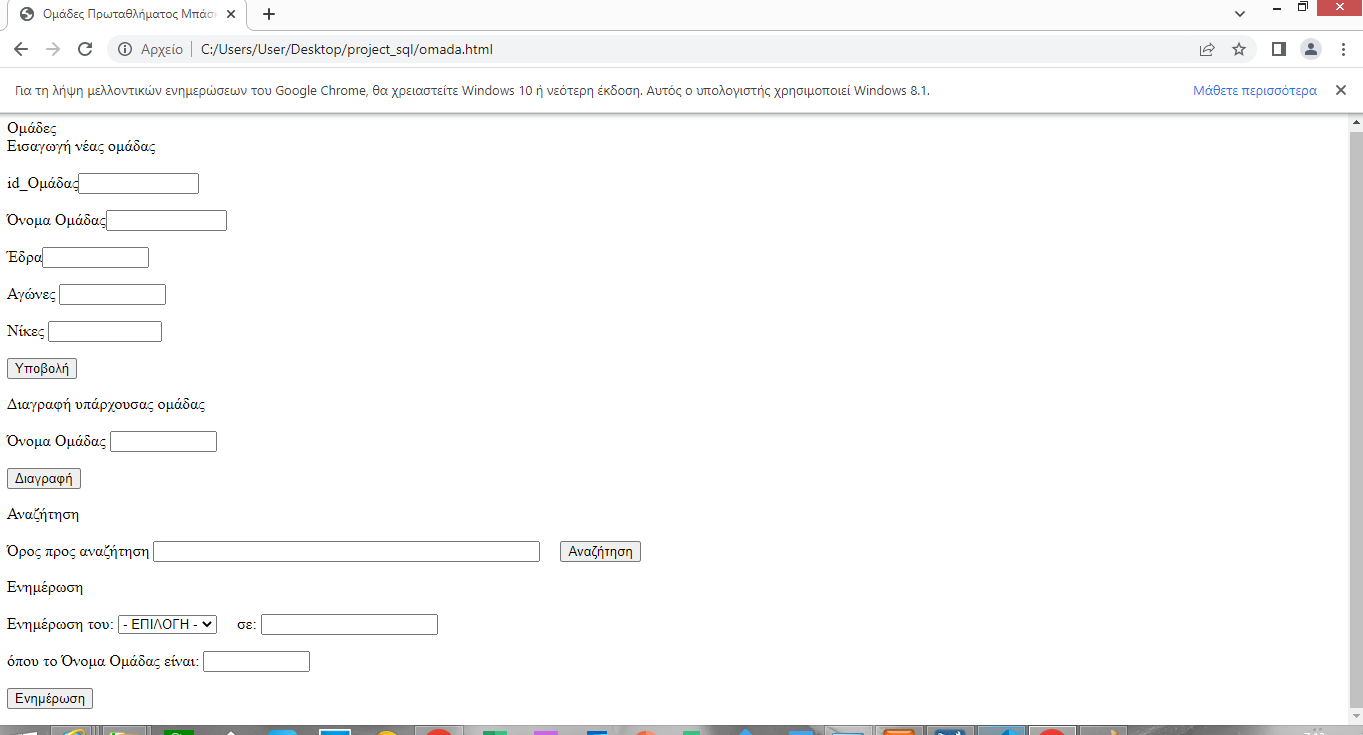 Ομάδες Πρωταθλήματος Μπάσκ
Αρχείο C:/Users/User/Desktop/project_sql/omada.html
Για τη λήψη μελλοντικών ενημερώσεων του Google Chrome, θα χρειαστείτε Windows 10 ή νεότερη έκδοση. Αυτός ο υπολογιστής χρησιμοποιεί Windows 8.1. Μάθετε περισσότερα
Ομάδες
Εισαγωγή νέας ομάδας
id_Ομάδας
Όνομα Ομάδας
Έδρα
Αγώνες
Νίκες
Υποβολή
Διαγραφή υπάρχουσας ομάδας
Όνομα Ομάδας
Διαγραφή
Αναζήτηση
Όρος προς αναζήτηση Αναζήτηση
Ενημέρωση
Ενημέρωση του: - ΕΠΙΛΟΓΗ - σε:
όπου το Όνομα Ομάδας είναι:
Ενημέρωση